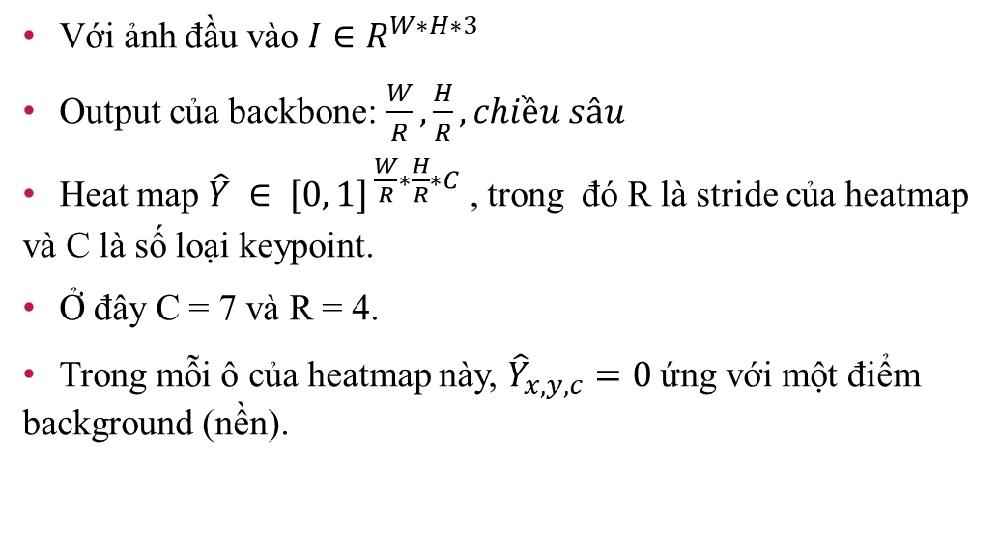 • Với ảnh đầu vào $I \in R^{W*H*3}$
• Output của backbone: $\frac{W}{R}, \frac{H}{R}, chiều sâu$
• Heat map $\hat{Y} \in [0, 1]^{\frac{W}{R}*\frac{H}{R}*C}$ , trong đó R là stride của heatmap
và C là số loại keypoint.
• Ở đây C = 7 và R = 4.
• Trong mỗi ô của heatmap này, $\hat{Y}_{x,y,c} = 0$ ứng với một điểm
background (nền).